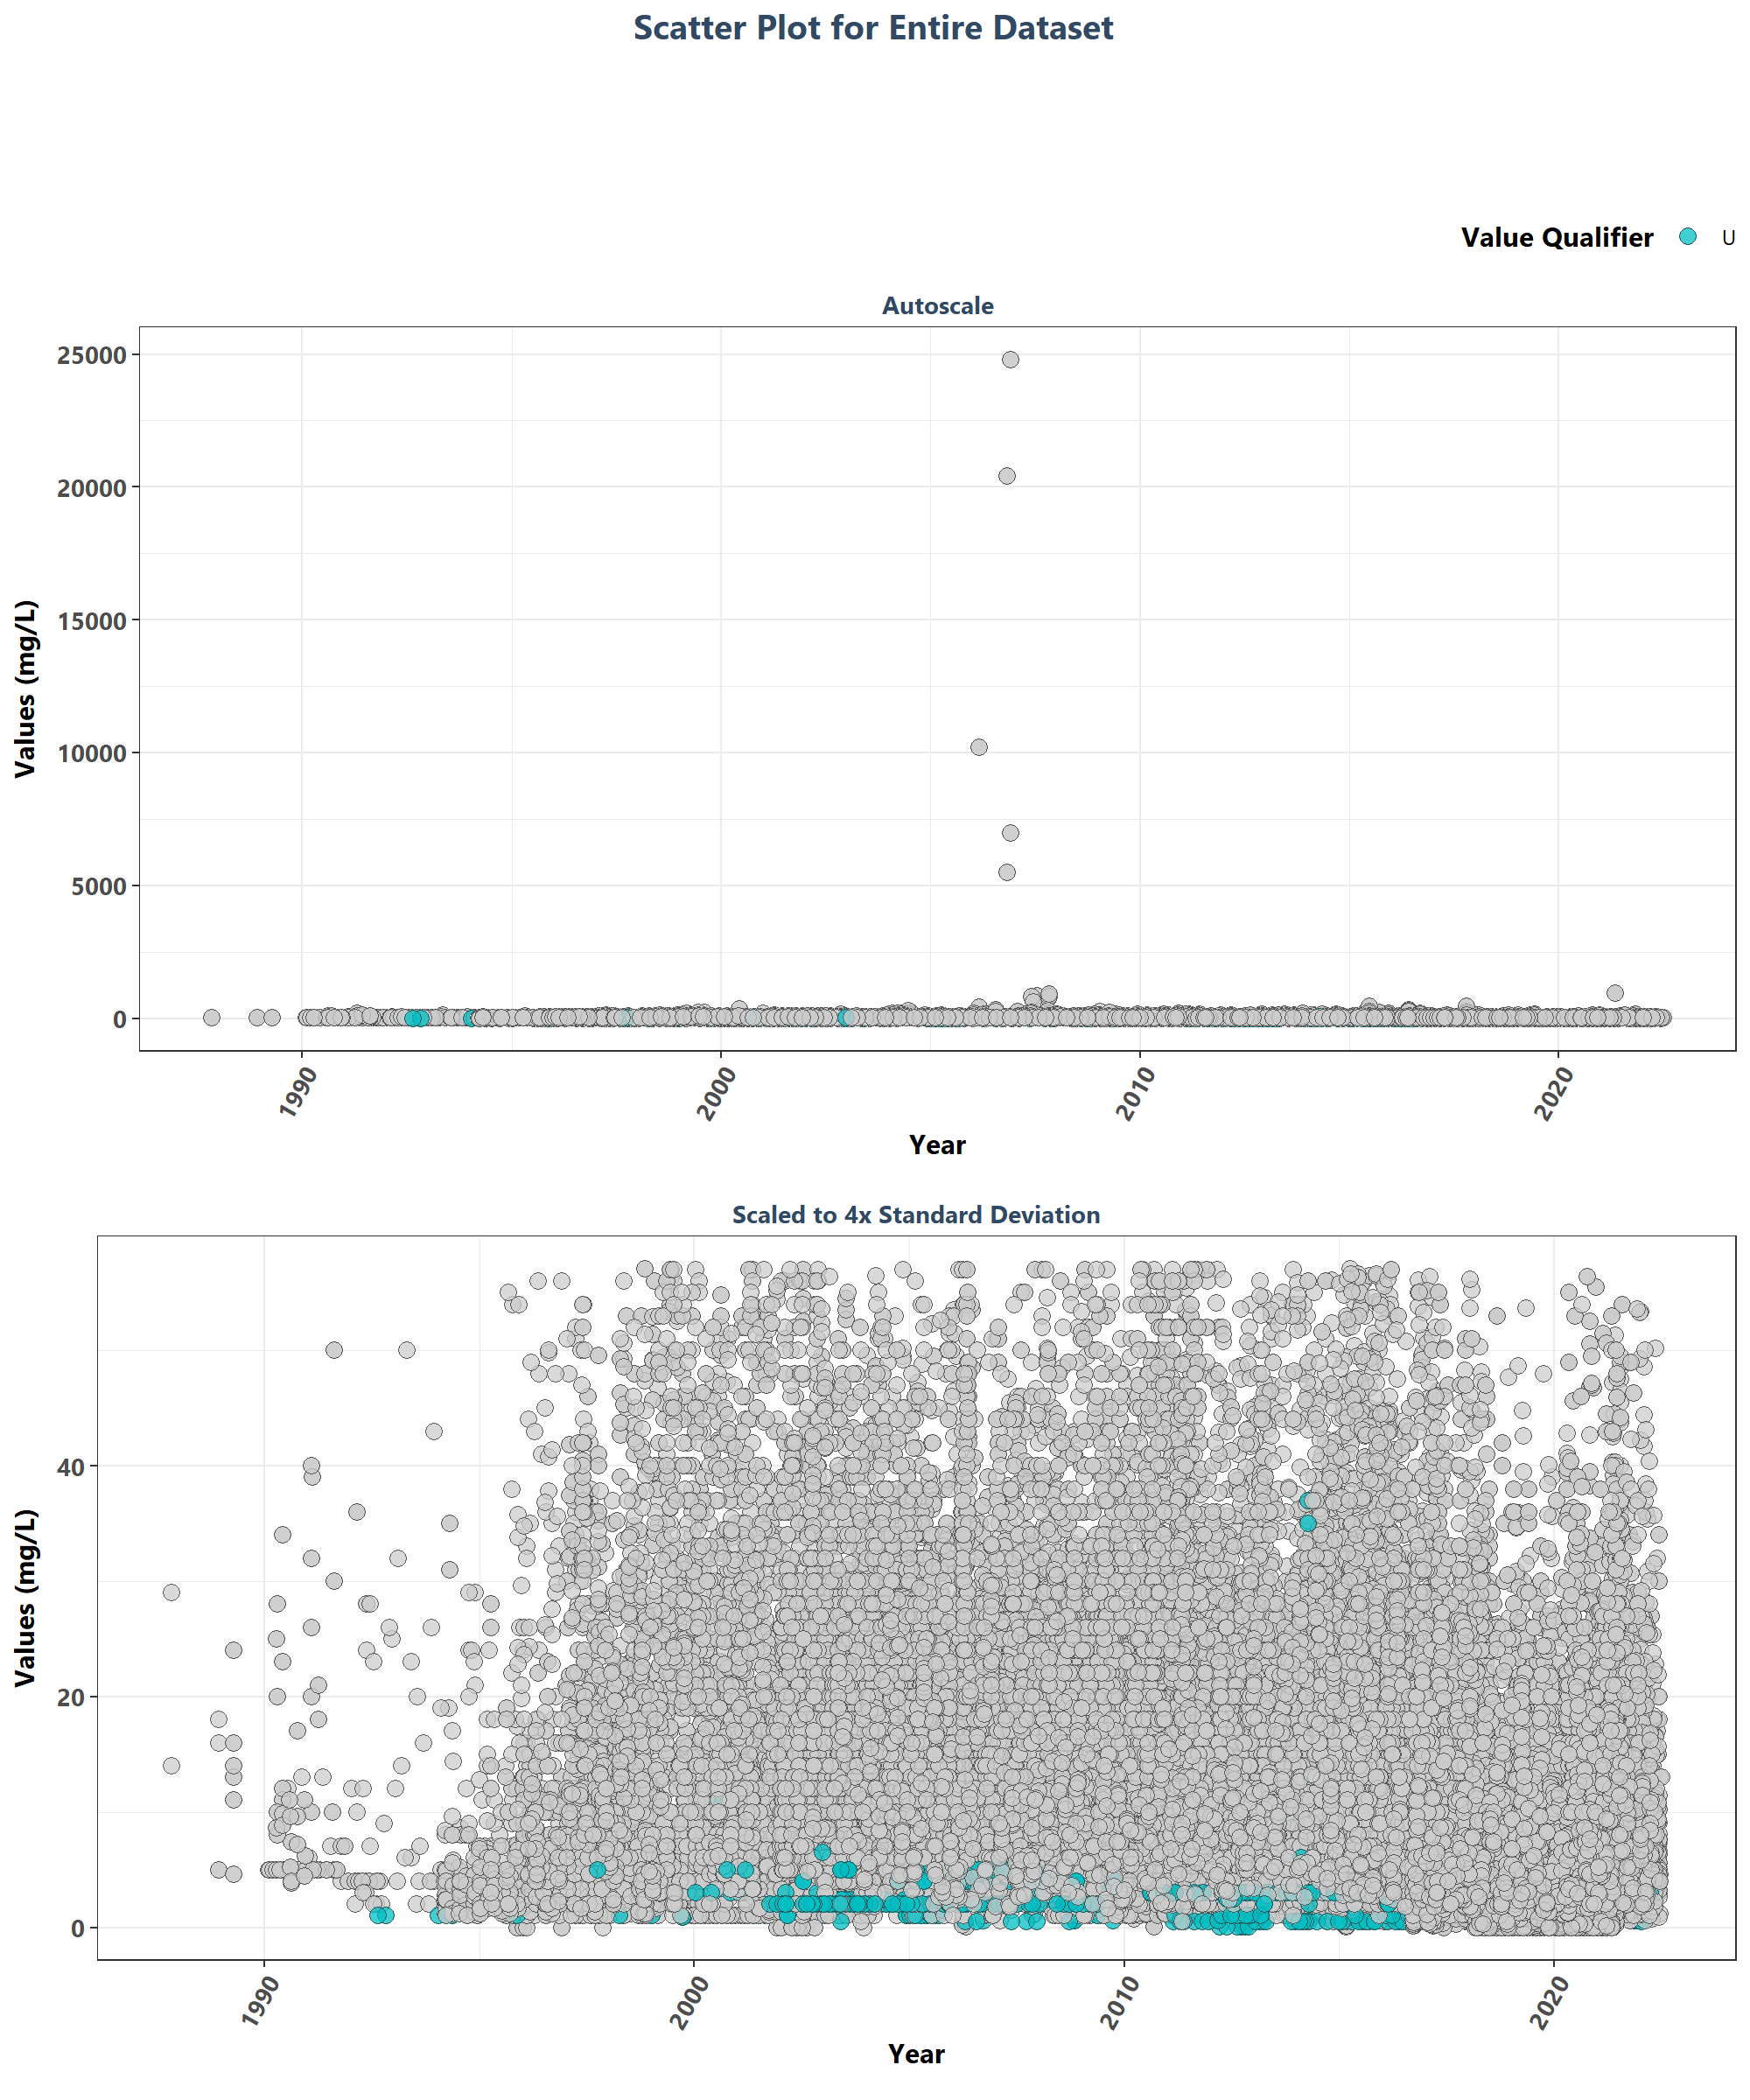 Scatter Plot for Entire Dataset
Value Qualifier U
Autoscale
25000
20000
15000
10000
5000
0
Values (mg/L)
1990 2000 2010 2020
Year
Scaled to 4x Standard Deviation
40
20
0
Values (mg/L)
1990 2000 2010 2020
Year